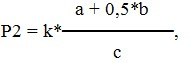 a + 0,5*b
P2 = k*
,
c